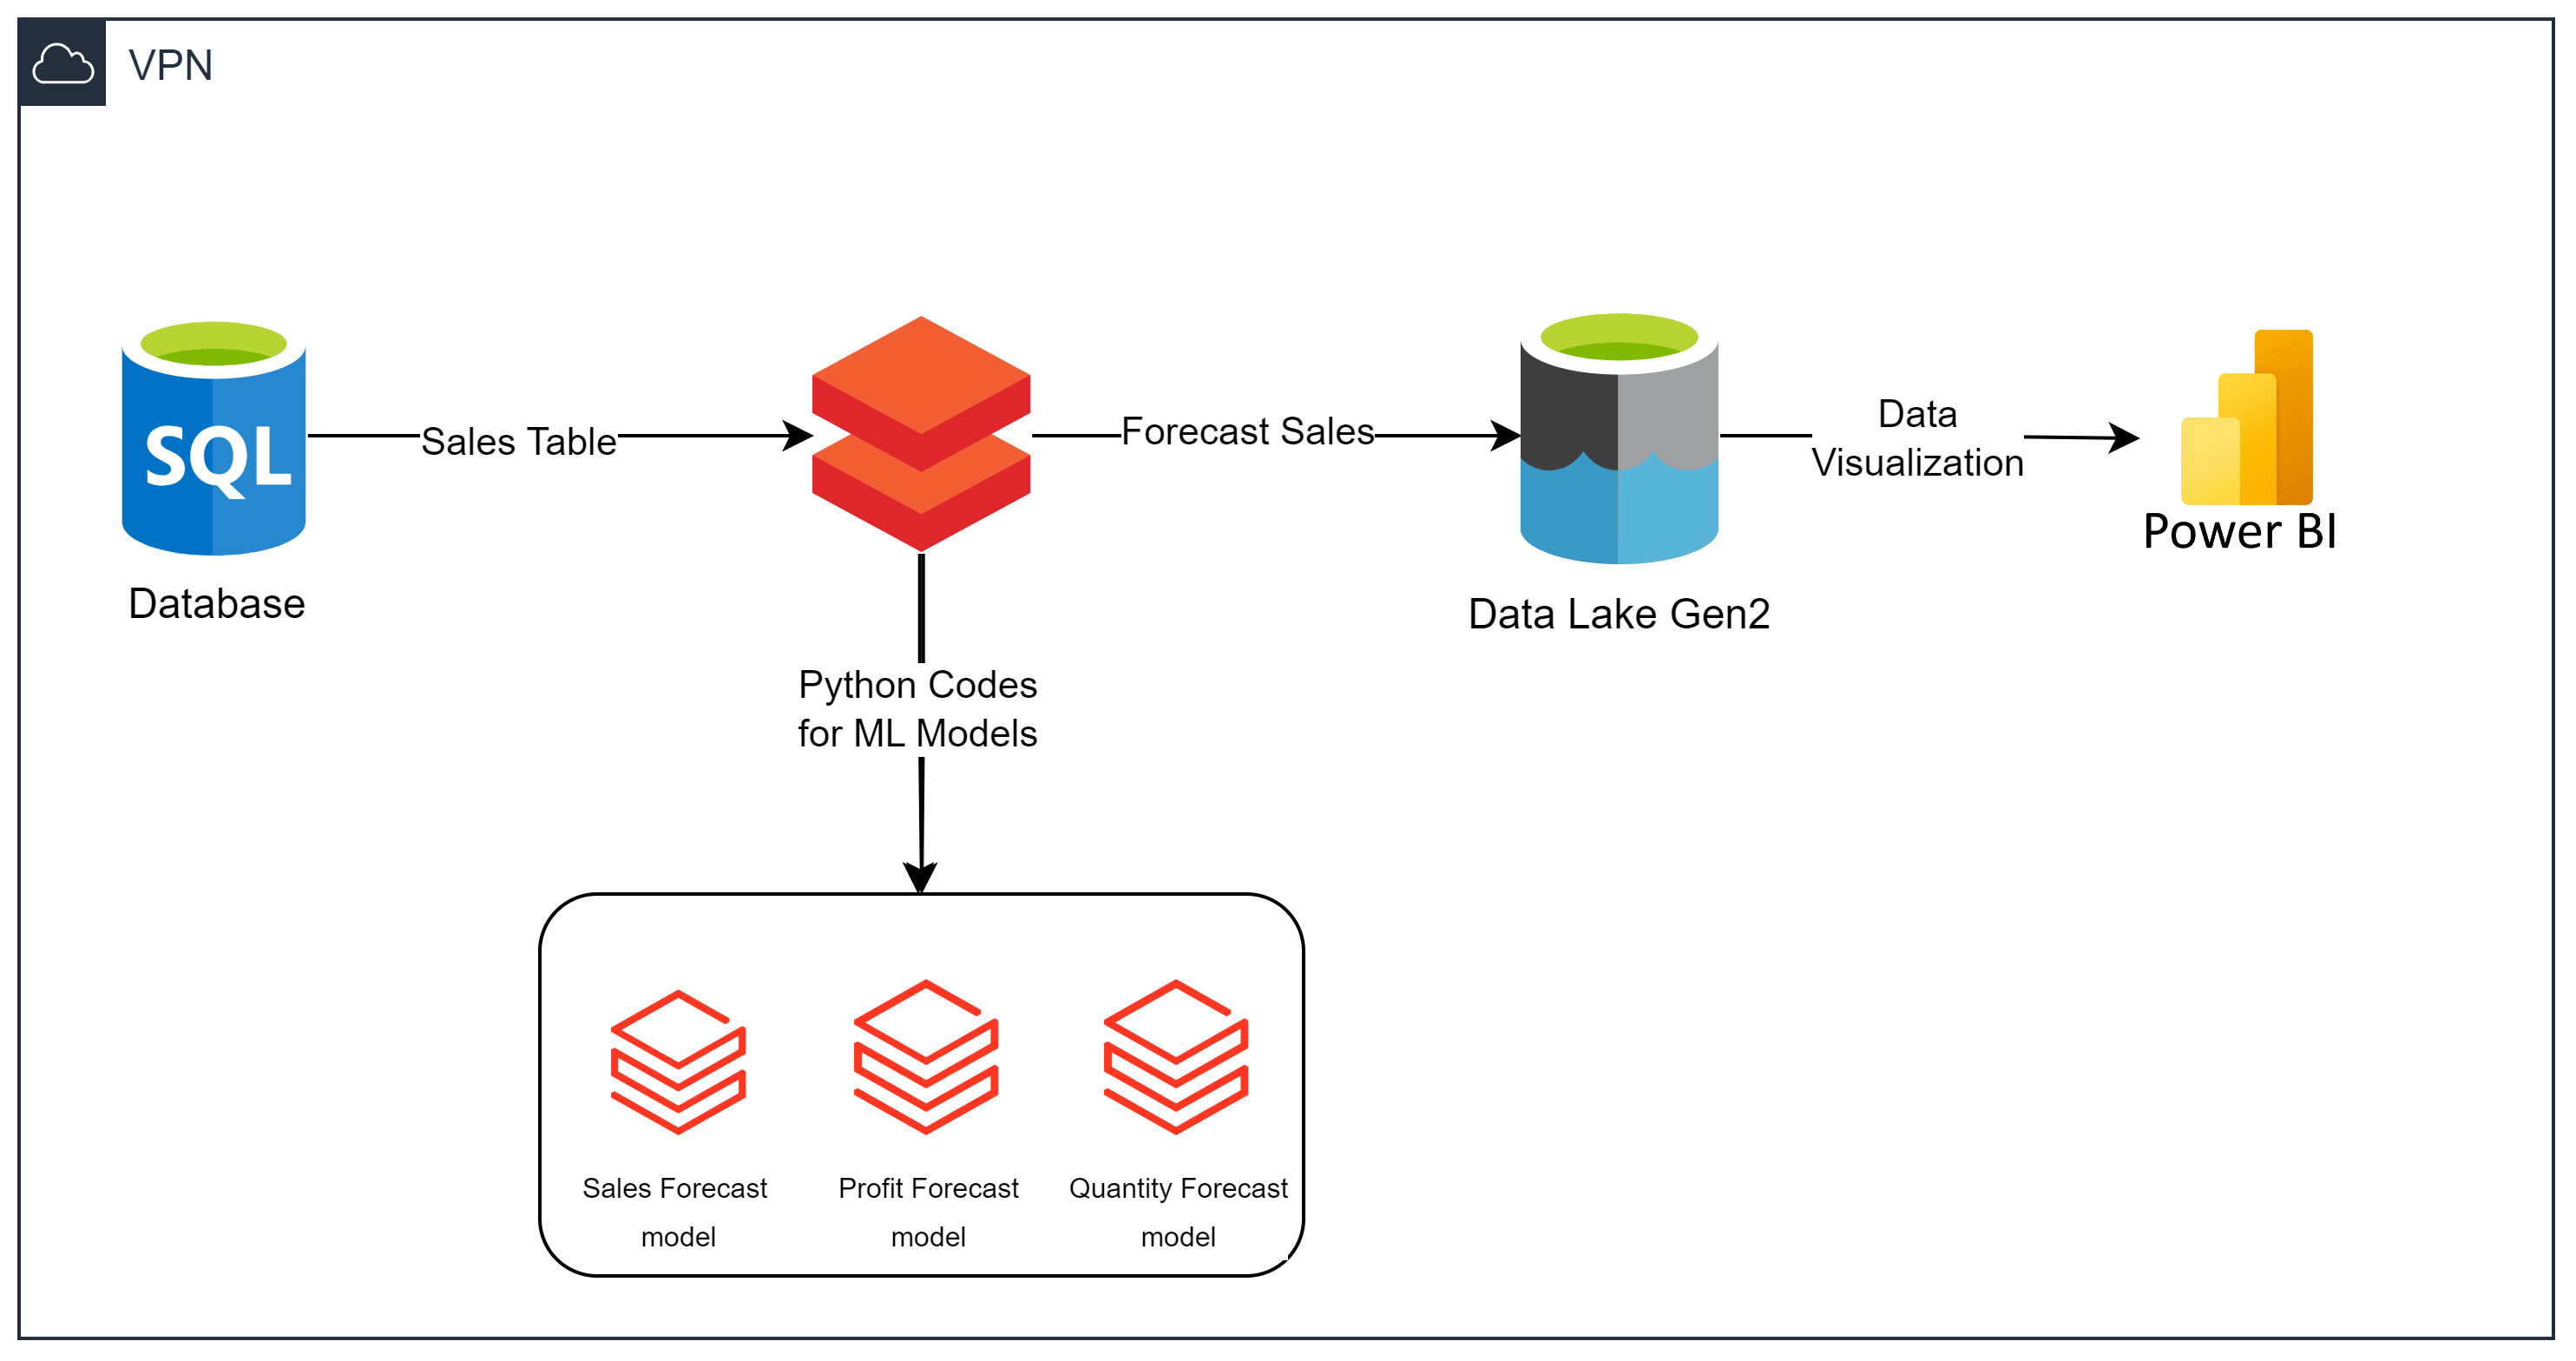 VPN
SQL
Database
Sales Table
Forecast Sales
Data Lake Gen2
Data
Visualization
Power BI
Python Codes
for ML Models
Sales Forecast
model
Profit Forecast
model
Quantity Forecast
model